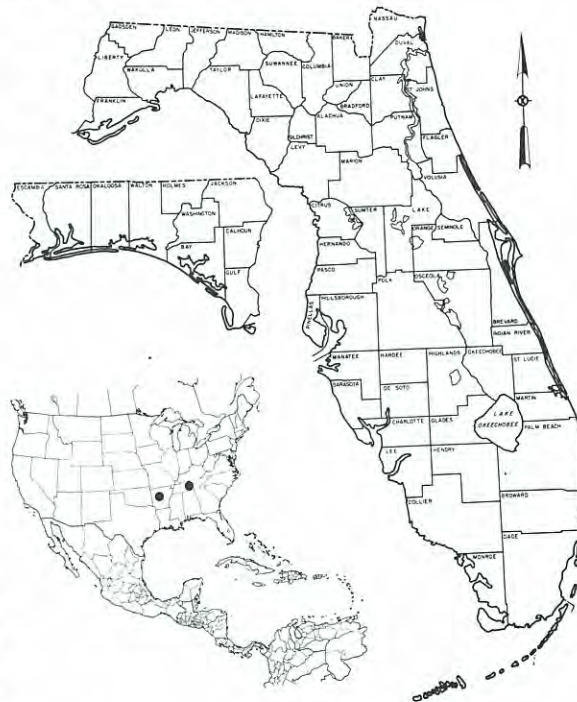 NASSAU
GADSDEN
LEON
JEFFERSON
MADISON
HAMILTON
BAKER
DUVAL
LIBERTY
WAKULLA
TAYLOR
SUWANNEE
COLUMBIA
UNION
CLAY
ST JOHNS
LAFAYETTE
BRADFORD
PUTNAM
FRANKLIN
DIXIE
ALACHUA
GILCHRIST
LEVY
FLAGLER
MARION
VOLUSIA
ESCAMBIA
SANTA ROSA
OKALOOSA
WALTON
HOLMES
JACKSON
WASHINGTON
BAY
CALHOUN
GULF
CITRUS
SUMTER
LAKE
ORANGE
SEMINOLE
HERNANDO
PASCO
POLK
OSCEOLA
HILLSBOROUGH
PINELLAS
BREVARD
INDIAN RIVER
MANATEE
HARDEE
HIGHLANDS
OKEECHOBEE
ST LUCIE
SARASOTA
DE SOTO
MARTIN
CHARLOTTE
GLADES
LAKE
OKEECHOBEE
PALM BEACH
LEE
HENDRY
COLLIER
BROWARD
DADE
MONROE